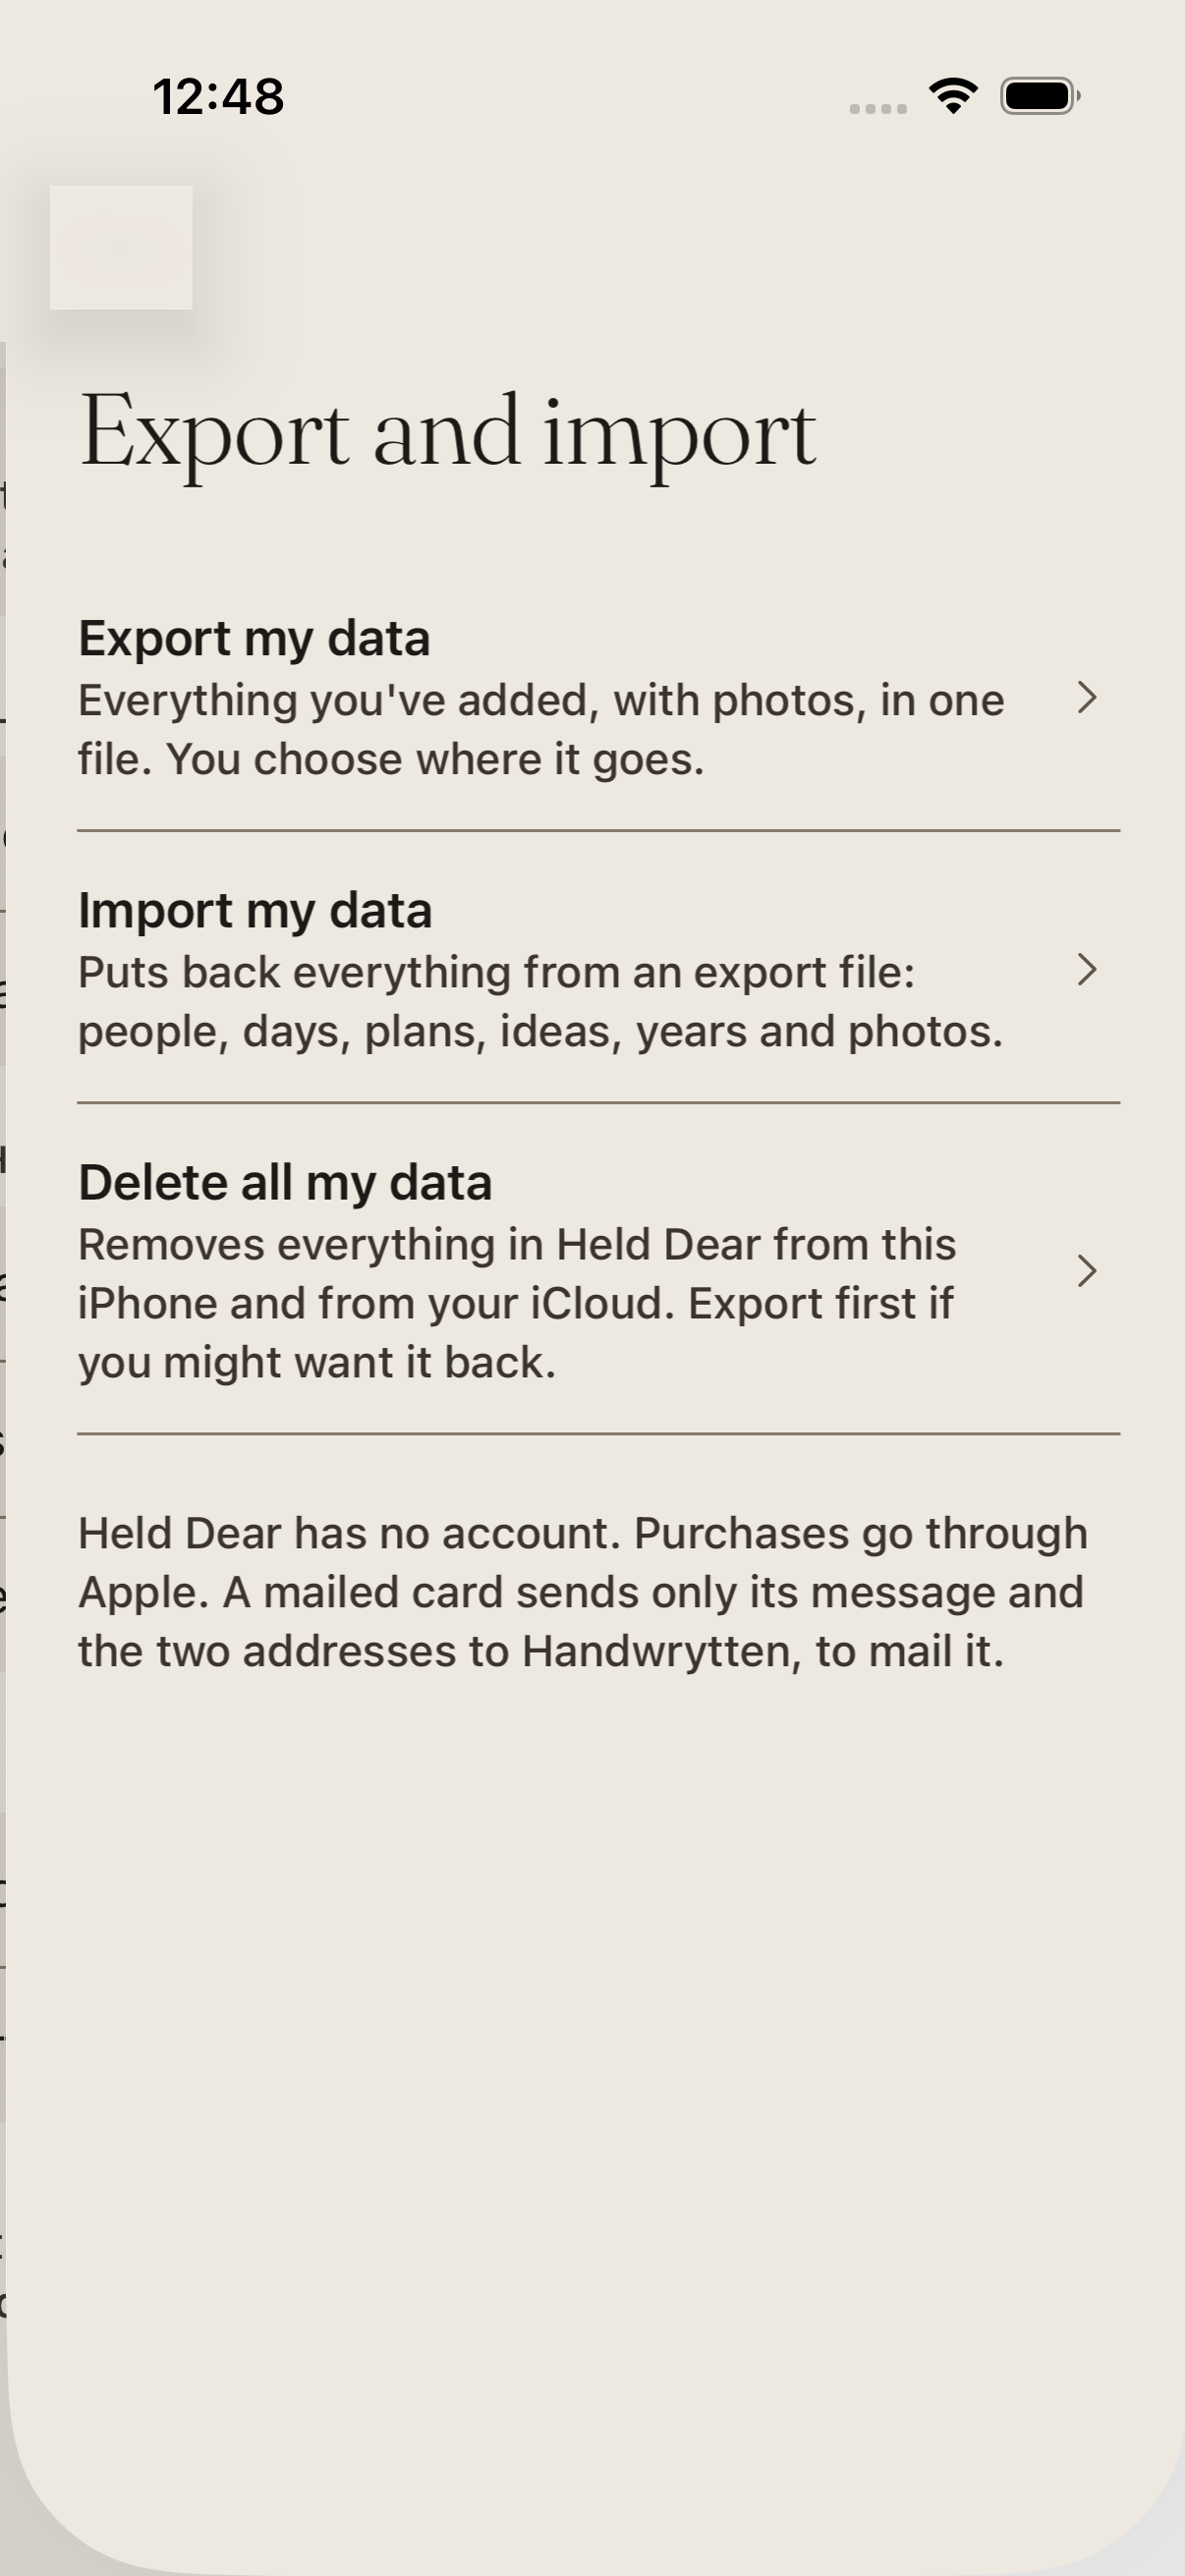 12:48
Export and import
Export my data
Everything you've added, with photos, in one
file. You choose where it goes.
Import my data
Puts back everything from an export file:
people, days, plans, ideas, years and photos.
Delete all my data
Removes everything in Held Dear from this
iPhone and from your iCloud. Export first if
you might want it back.
Held Dear has no account. Purchases go through
Apple. A mailed card sends only its message and
the two addresses to Handwrytten, to mail it.